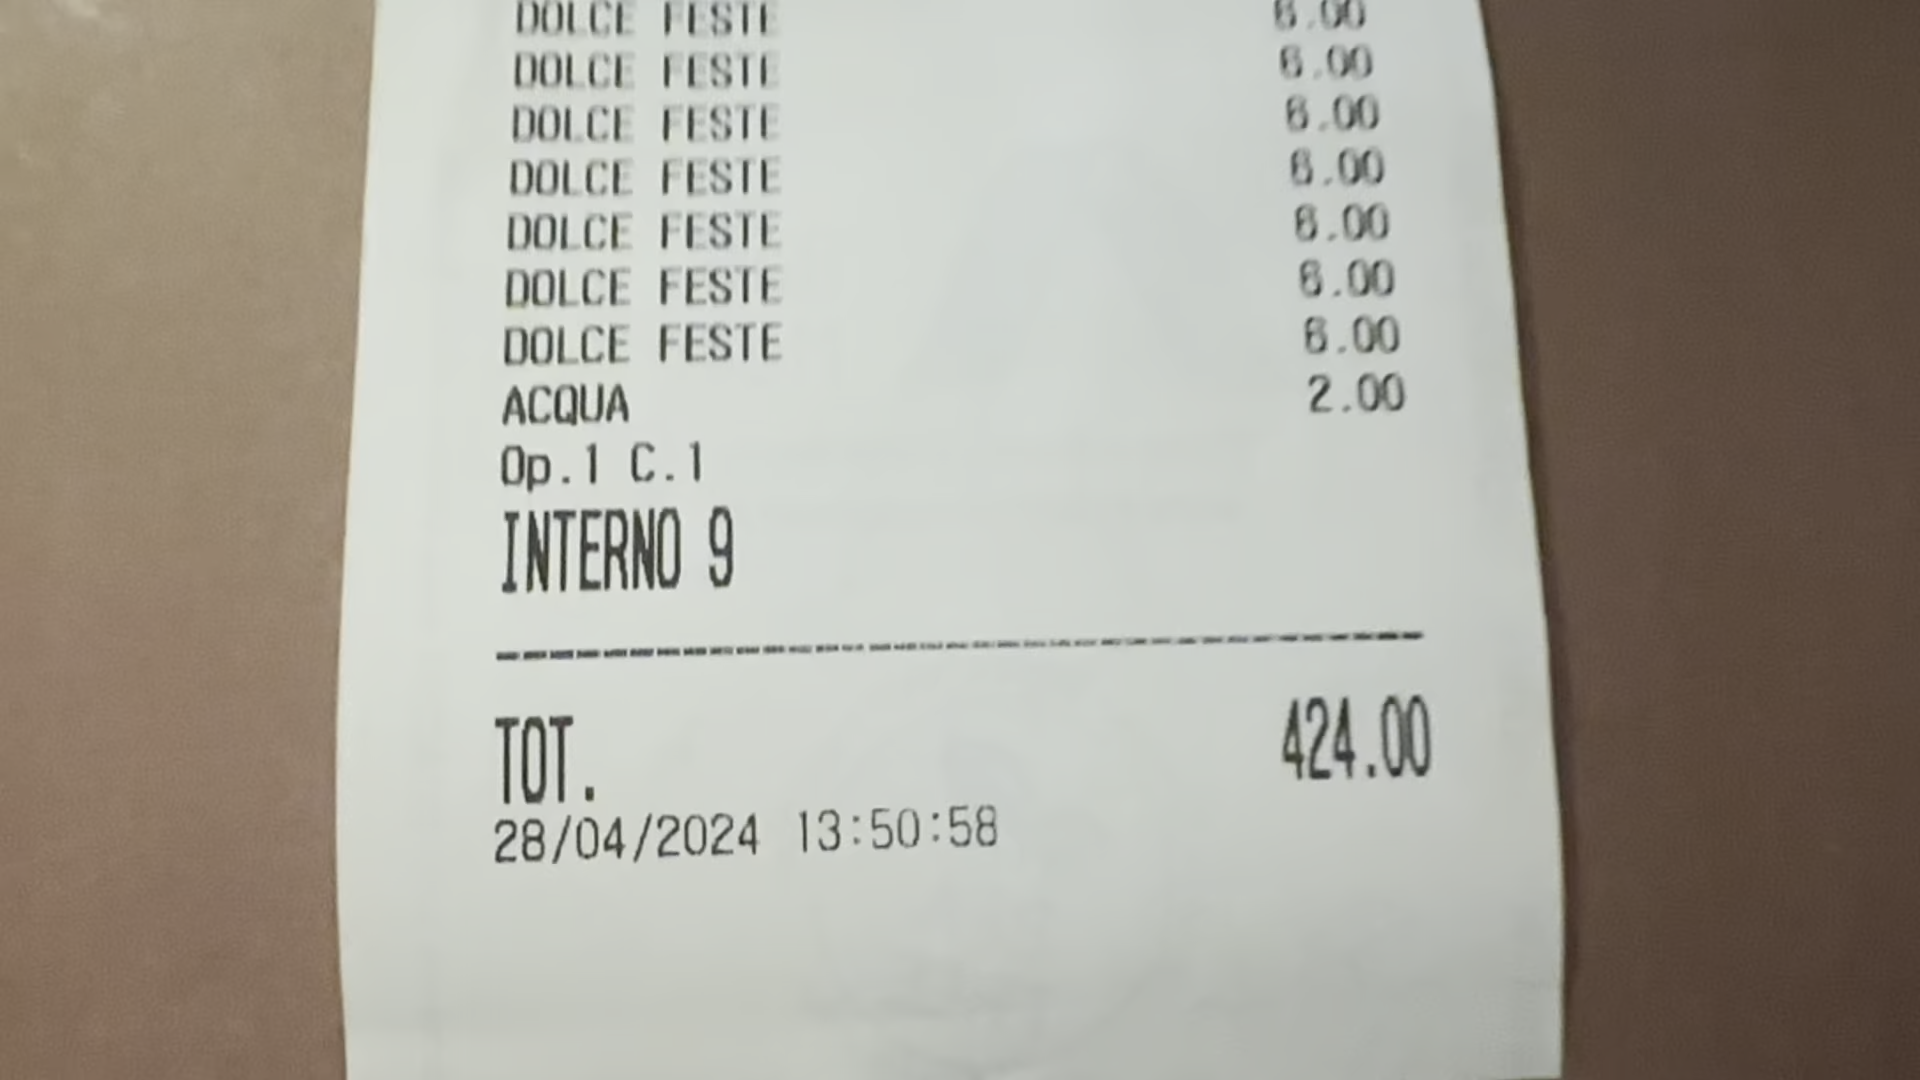 DOLCE FESTE 6.00
DOLCE FESTE 6.00
DOLCE FESTE 6.00
DOLCE FESTE 6.00
DOLCE FESTE 6.00
DOLCE FESTE 6.00
DOLCE FESTE 6.00
ACQUA 2.00
Op.1 C.1
INTERNO 9
TOT. 424.00
28/04/2024 13:50:58